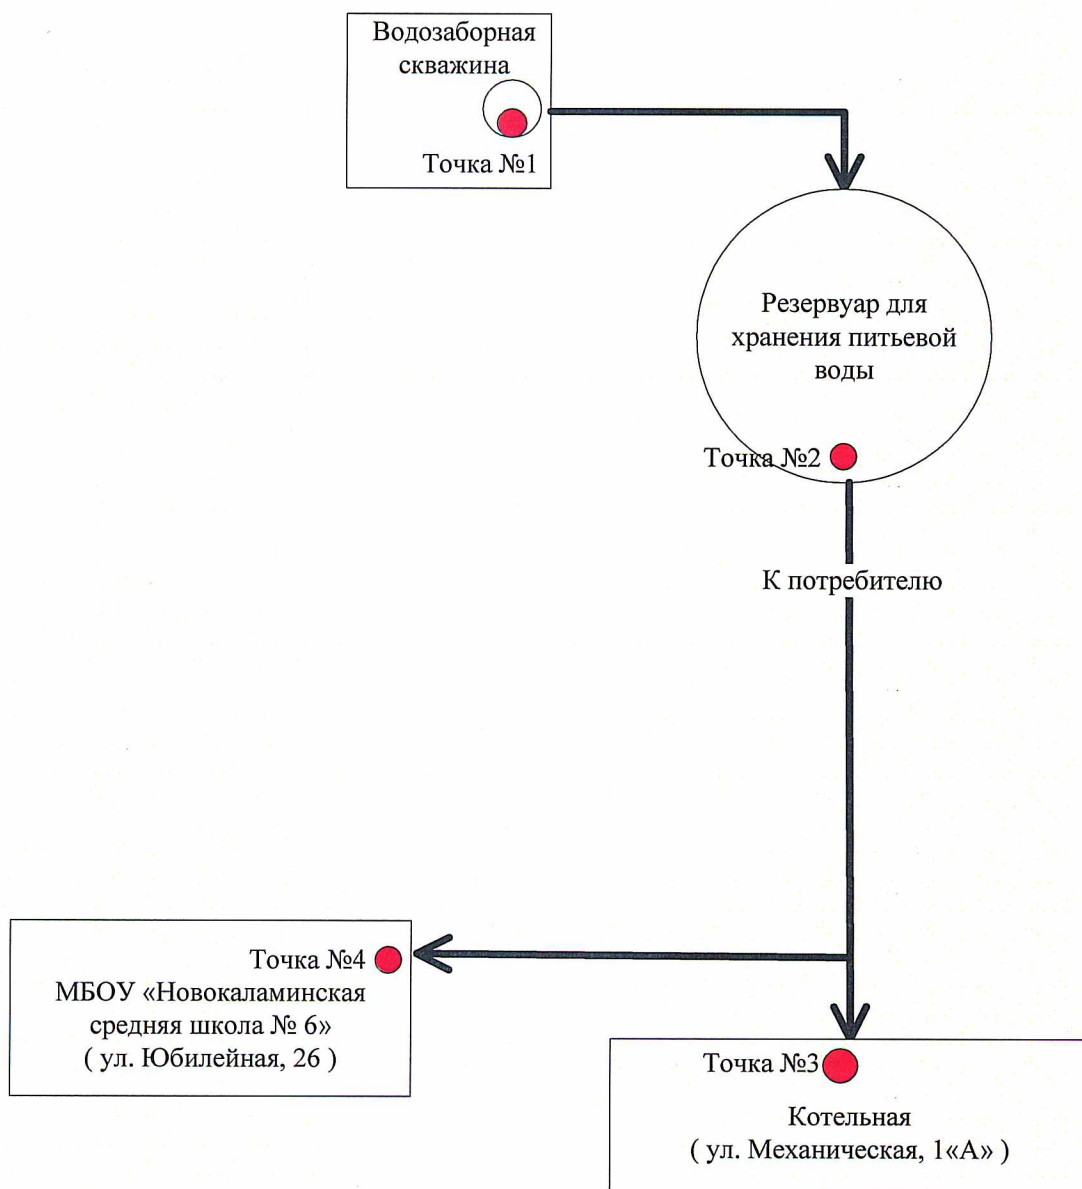 Водозаборная
скважина
Точка №1
Резервуар для
хранения питьевой
воды
Точка №2
К потребителю
Точка №4
МБОУ «Новокаламинская
средняя школа № 6»
( ул. Юбилейная, 26 )
Точка №3
Котельная
( ул. Механическая, 1«А» )